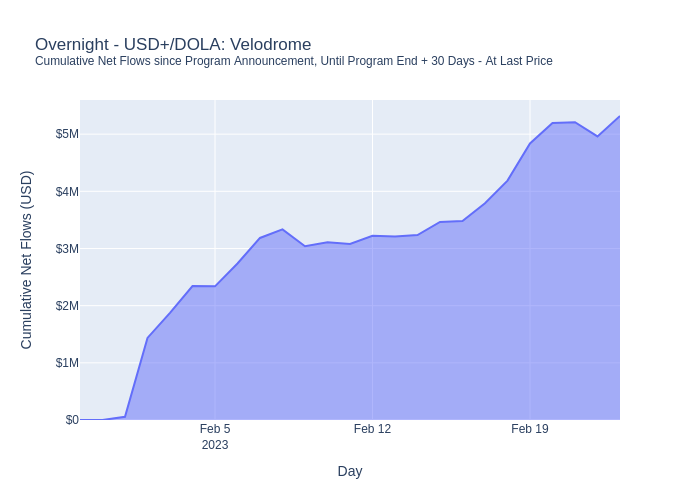 Overnight - USD+/DOLA: Velodrome
Cumulative Net Flows since Program Announcement, Until Program End + 30 Days - At Last Price
Cumulative Net Flows (USD)
$5M
$4M
$3M
$2M
$1M
$0
Feb 5
2023
Feb 12
Feb 19
Day